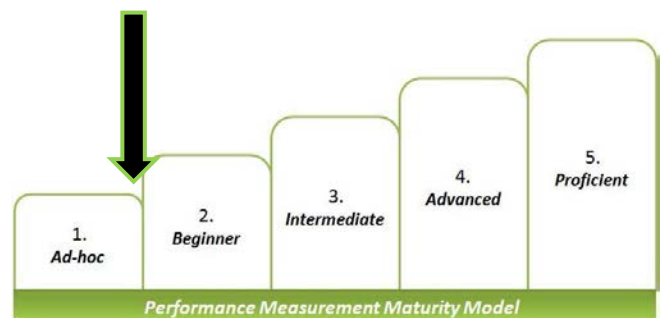 1.
Ad-hoc
2.
Beginner
3.
Intermediate
4.
Advanced
5.
Proficient
Performance Measurement Maturity Model